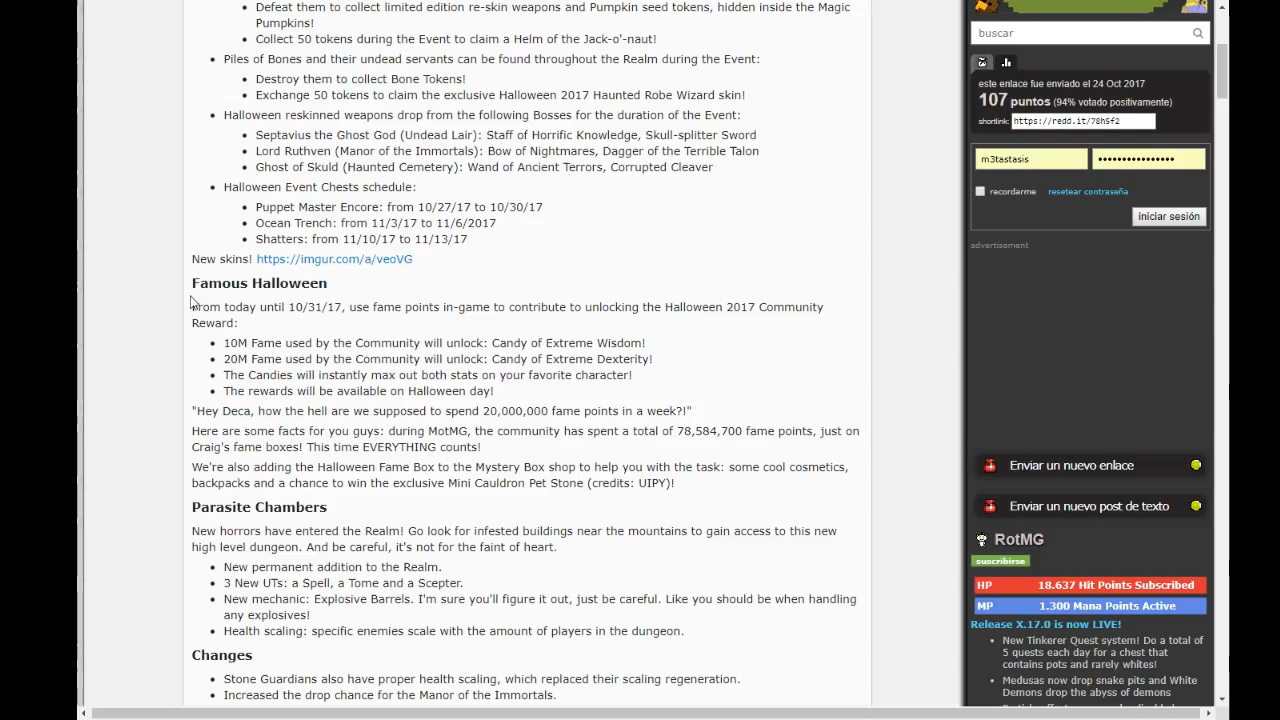 Defeat them to collect limited edition re-skin weapons and Pumpkin seed tokens, hidden inside the Magic
Pumpkins!
Collect 50 tokens during the Event to claim a Helm of the Jack-o'-naut!
Piles of Bones and their undead servants can be found throughout the Realm during the Event:
Destroy them to collect Bone Tokens!
Exchange 50 tokens to claim the exclusive Halloween 2017 Haunted Robe Wizard skin!
Halloween reskinned weapons drop from the following Bosses for the duration of the Event:
Septavius the Ghost God (Undead Lair): Staff of Horrific Knowledge, Skull-splitter Sword
Lord Ruthven (Manor of the Immortals): Bow of Nightmares, Dagger of the Terrible Talon
Ghost of Skuld (Haunted Cemetery): Wand of Ancient Terrors, Corrupted Cleaver
Halloween Event Chests schedule:
Puppet Master Encore: from 10/27/17 to 10/30/17
Ocean Trench: from 11/3/17 to 11/6/2017
Shatters: from 11/10/17 to 11/13/17
New skins! https://imgur.com/a/veoVG
Famous Halloween
From today until 10/31/17, use fame points in-game to contribute to unlocking the Halloween 2017 Community
Reward:
10M Fame used by the Community will unlock: Candy of Extreme Wisdom!
20M Fame used by the Community will unlock: Candy of Extreme Dexterity!
The Candies will instantly max out both stats on your favorite character!
The rewards will be available on Halloween day!
"Hey Deca, how the hell are we supposed to spend 20,000,000 fame points in a week?!"
Here are some facts for you guys: during MotMG, the community has spent a total of 78,584,700 fame points, just on
Craig's fame boxes! This time EVERYTHING counts!
We're also adding the Halloween Fame Box to the Mystery Box shop to help you with the task: some cool cosmetics,
backpacks and a chance to win the exclusive Mini Cauldron Pet Stone (credits: UIPY)!
Parasite Chambers
New horrors have entered the Realm! Go look for infested buildings near the mountains to gain access to this new
high level dungeon. And be careful, it's not for the faint of heart.
New permanent addition to the Realm.
3 New UTs: a Spell, a Tome and a Scepter.
New mechanic: Explosive Barrels. I'm sure you'll figure it out, just be careful. Like you should be when handling
any explosives!
Health scaling: specific enemies scale with the amount of players in the dungeon.
Changes
Stone Guardians also have proper health scaling, which replaced their scaling regeneration.
Increased the drop chance for the Manor of the Immortals.
buscar
este enlace fue enviado el 24 Oct 2017
107 puntos (94% votado positivamente)
shortlink: https://redd.it/78h5f2
m3tastasis
••••••••••••••••
recordarme resetear contraseña
iniciar sesión
advertisement
Enviar un nuevo enlace
Enviar un nuevo post de texto
RotMG
suscribirse
HP 18.637 Hit Points Subscribed
MP 1.300 Mana Points Active
Release X.17.0 is now LIVE!
New Tinkerer Quest system! Do a total of
5 quests each day for a chest that
contains pots and rarely whites!
Medusas now drop snake pits and White
Demons drop the abyss of demons